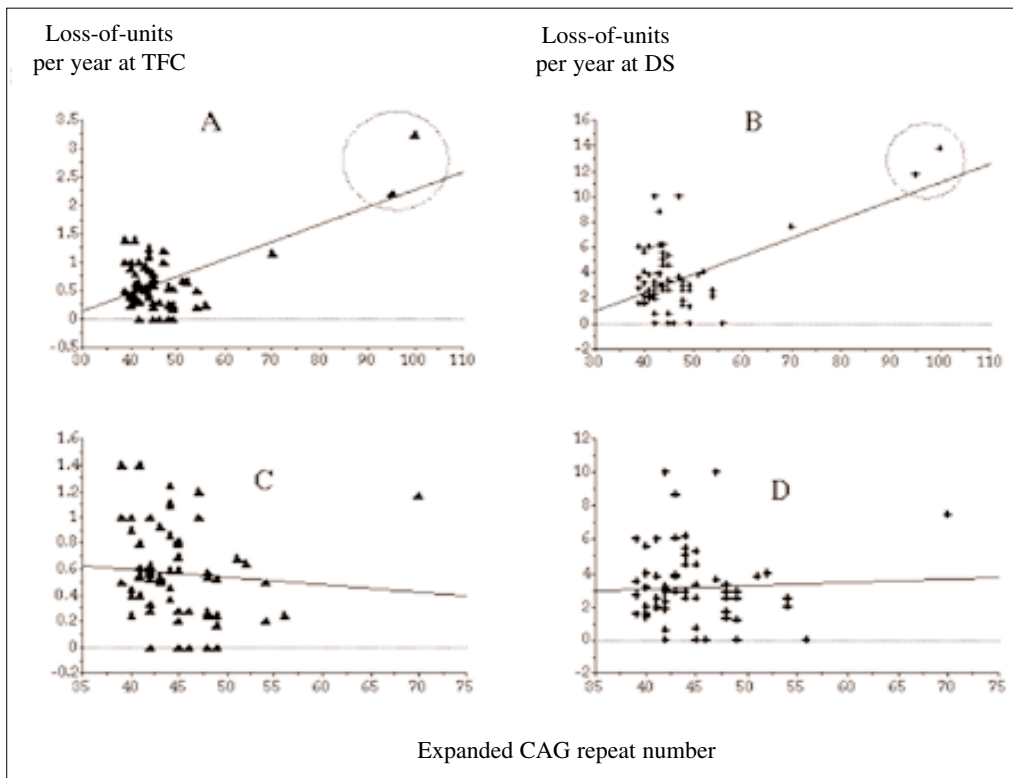 Loss-of-units
per year at TFC
Loss-of-units
per year at DS
A
3.5
3
2.5
2
1.5
1
0.5
0
-0.5
30 40 50 60 70 80 90 100 110
B
16
14
12
10
8
6
4
2
0
-2
30 40 50 60 70 80 90 100 110
C
1.6
1.4
1.2
1
0.8
0.6
0.4
0.2
0
-0.2
35 40 45 50 55 60 65 70 75
D
12
10
8
6
4
2
0
-2
35 40 45 50 55 60 65 70 75
Expanded CAG repeat number